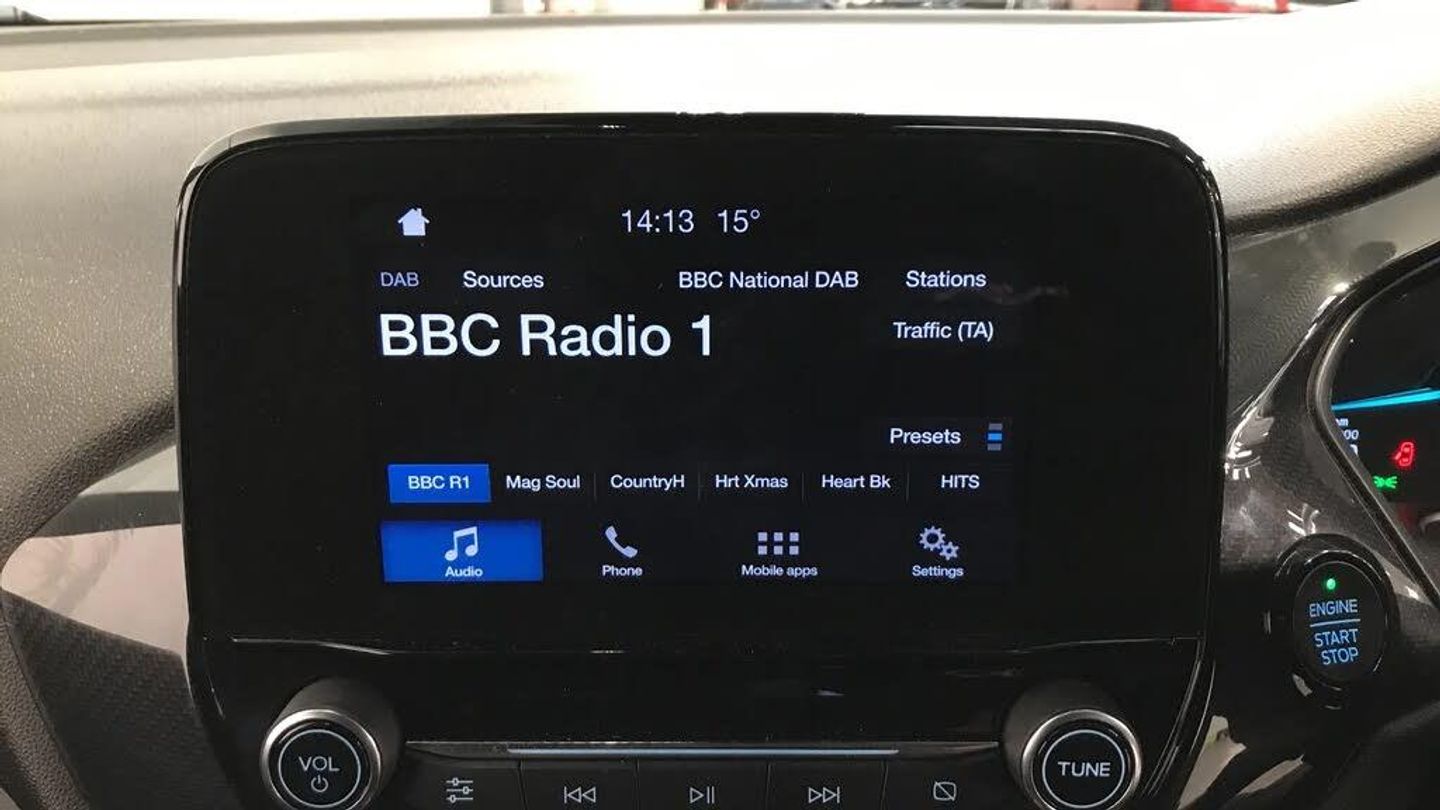 14:13 15°
DAB Sources BBC National DAB Stations
BBC Radio 1 Traffic (TA)
Presets
BBC R1 Mag Soul CountryH Hrt Xmas Heart Bk HITS
Audio Phone Mobile apps Settings
ENGINE
START
STOP
VOL
TUNE